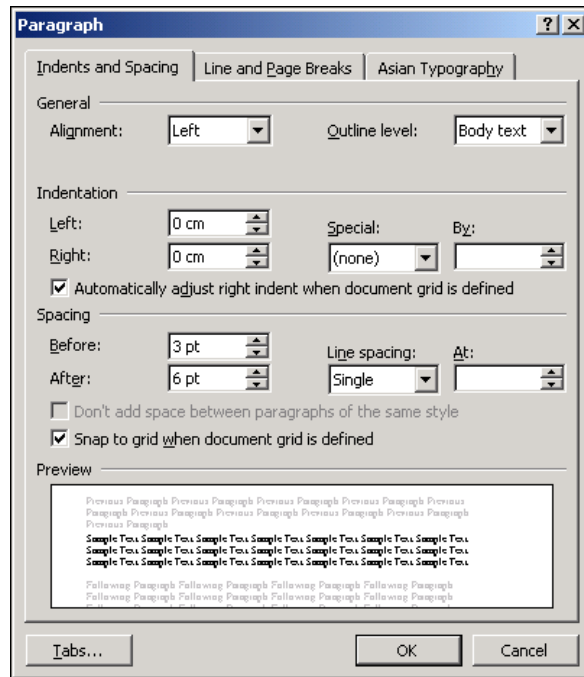 Paragraph
Indents and Spacing Line and Page Breaks Asian Typography
General
Alignment: Left Outline level: Body text
Indentation
Left: 0 cm Special: By:
Right: 0 cm (none)
Automatically adjust right indent when document grid is defined
Spacing
Before: 3 pt Line spacing: At:
After: 6 pt Single
Don't add space between paragraphs of the same style
Snap to grid when document grid is defined
Preview
Previous Paragraph Previous Paragraph Previous Paragraph Previous Paragraph Previous
Paragraph Previous Paragraph Previous Paragraph Previous Paragraph Previous Paragraph
Previous Paragraph
Sample Text Sample Text Sample Text Sample Text Sample Text Sample Text Sample Text
Sample Text Sample Text Sample Text Sample Text Sample Text Sample Text Sample Text
Sample Text Sample Text Sample Text Sample Text Sample Text Sample Text Sample Text
Following Paragraph Following Paragraph Following Paragraph Following Paragraph
Following Paragraph Following Paragraph Following Paragraph Following Paragraph
Tabs... OK Cancel